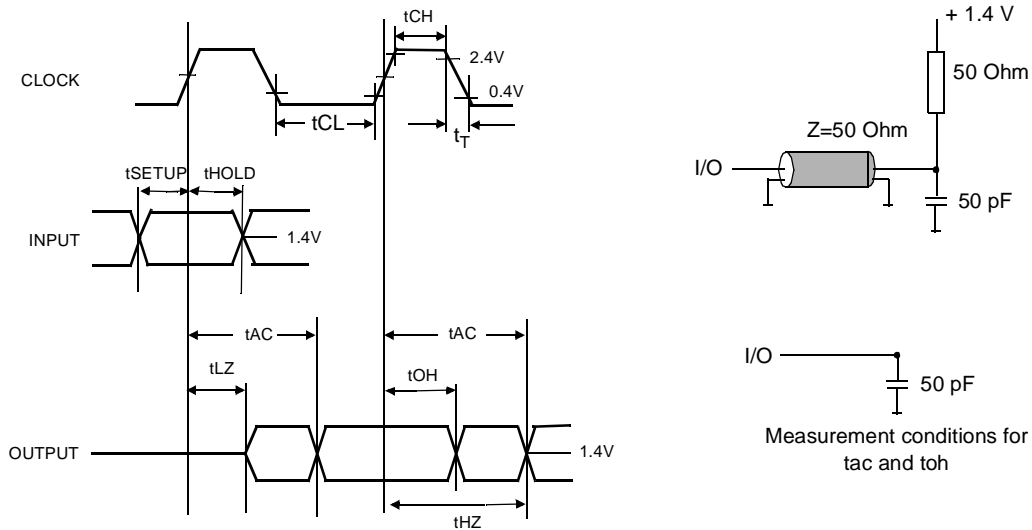 tCH
2.4V
CLOCK
0.4V
tCL
tT
tSETUP
tHOLD
INPUT
1.4V
tAC
tAC
tLZ
tOH
OUTPUT
1.4V
tHZ
+ 1.4 V
50 Ohm
Z=50 Ohm
I/O
50 pF
I/O
50 pF
Measurement conditions for
tac and toh